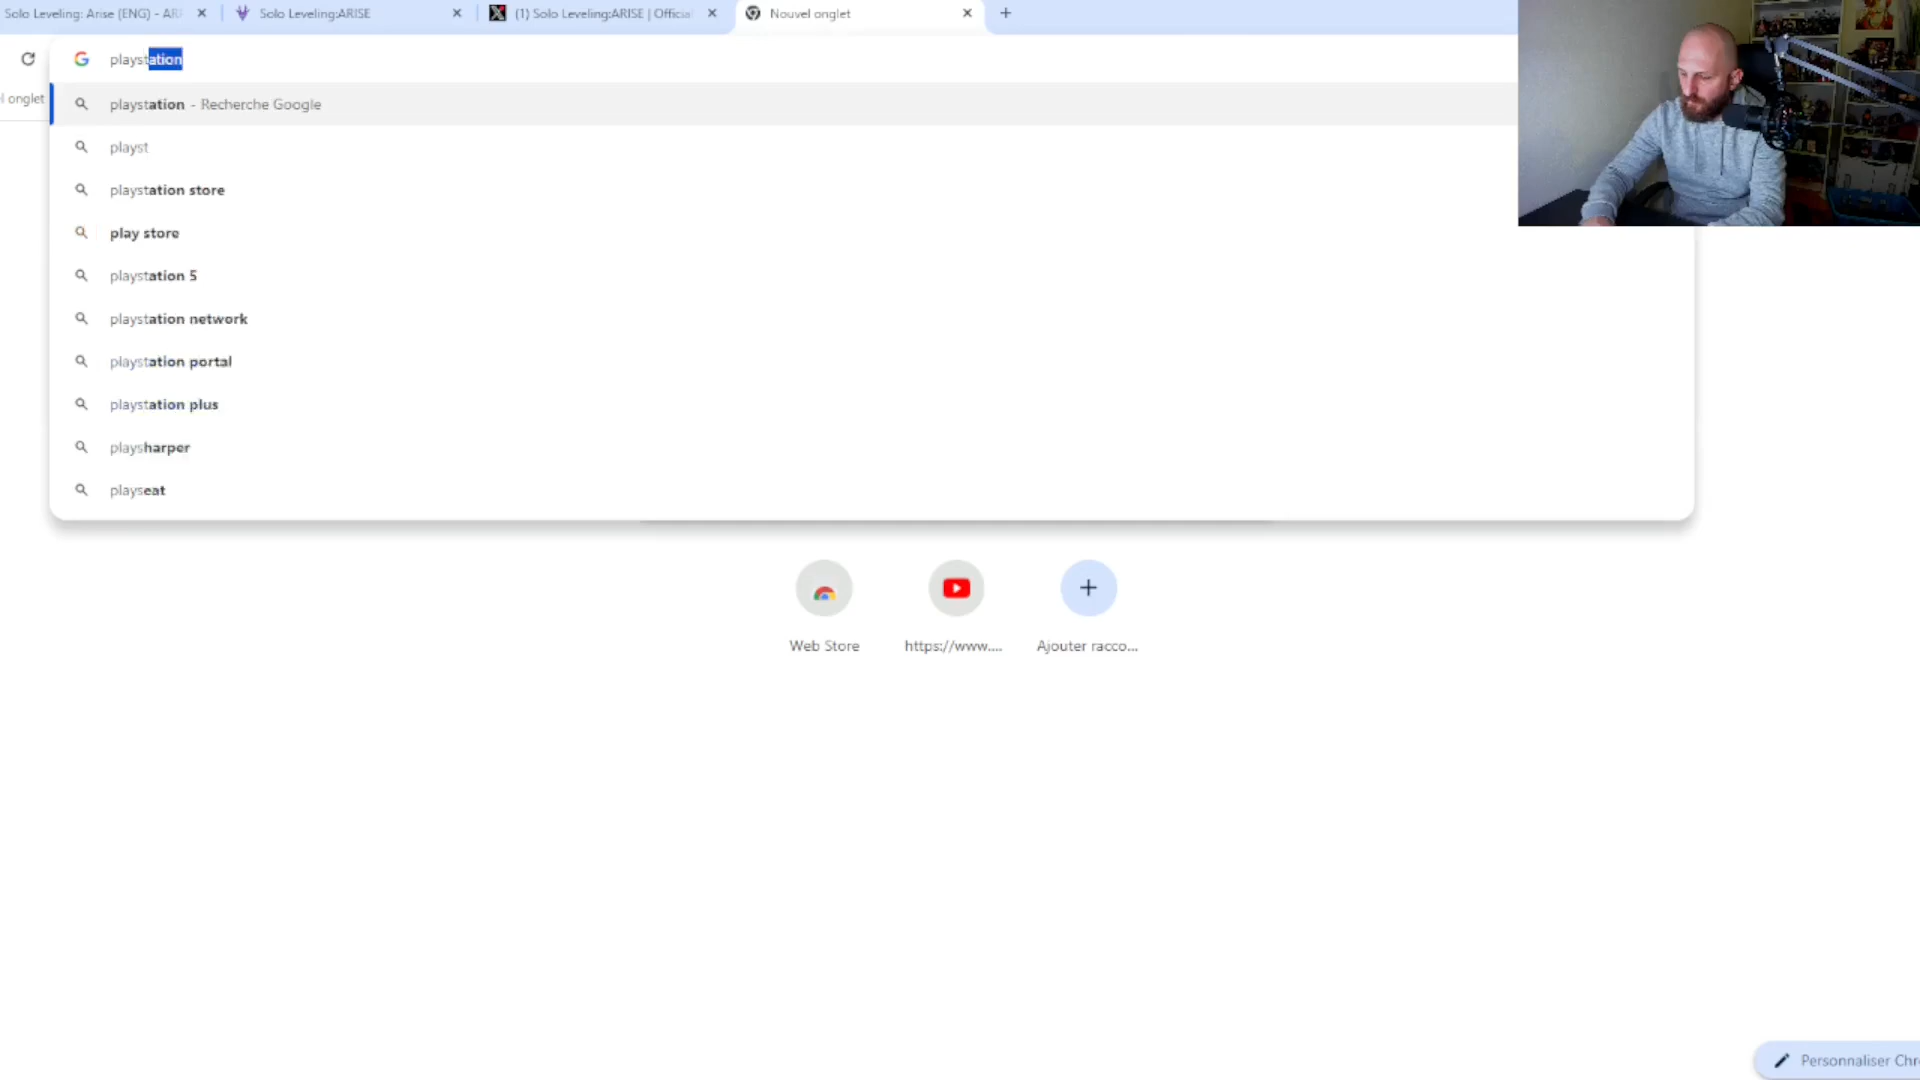 Solo Leveling: Arise (ENG) - AR
Solo Leveling:ARISE
(1) Solo Leveling:ARISE | Officia
Nouvel onglet
playstation
onglet
playstation - Recherche Google
playst
playstation store
play store
playstation 5
playstation network
playstation portal
playstation plus
playsharper
playseat
Web Store
https://www....
Ajouter racco...
Personnaliser Chr